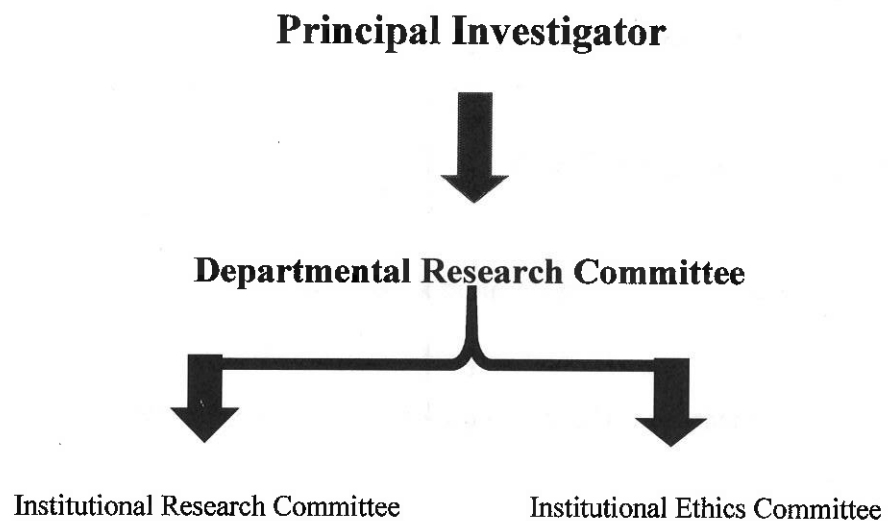 Principal Investigator
Departmental Research Committee
Institutional Research Committee
Institutional Ethics Committee